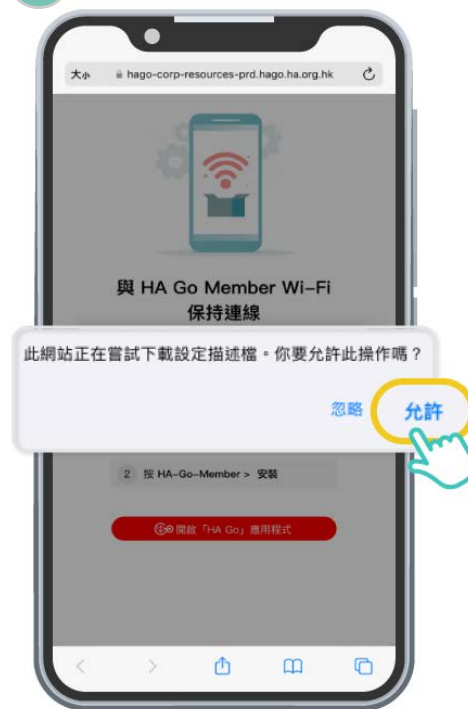 大小 hago-corp-resources-prd.hago.ha.org.hk
與 HA Go Member Wi-Fi
保持連線
此網站正在嘗試下載設定描述檔。你要允許此操作嗎？
忽略 允許
2 按 HA-Go-Member > 安裝
開啟「HA Go」應用程式